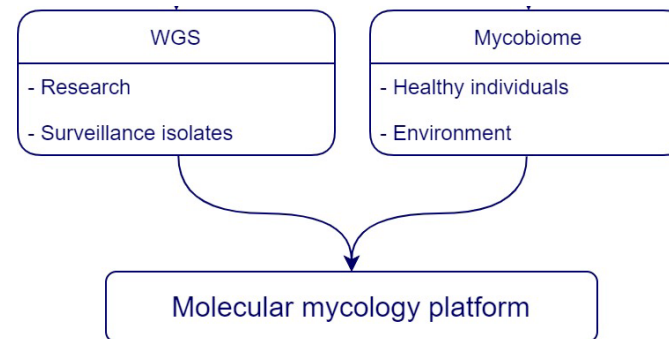 WGS
- Research
- Surveillance isolates
Mycobiome
- Healthy individuals
- Environment
Molecular mycology platform